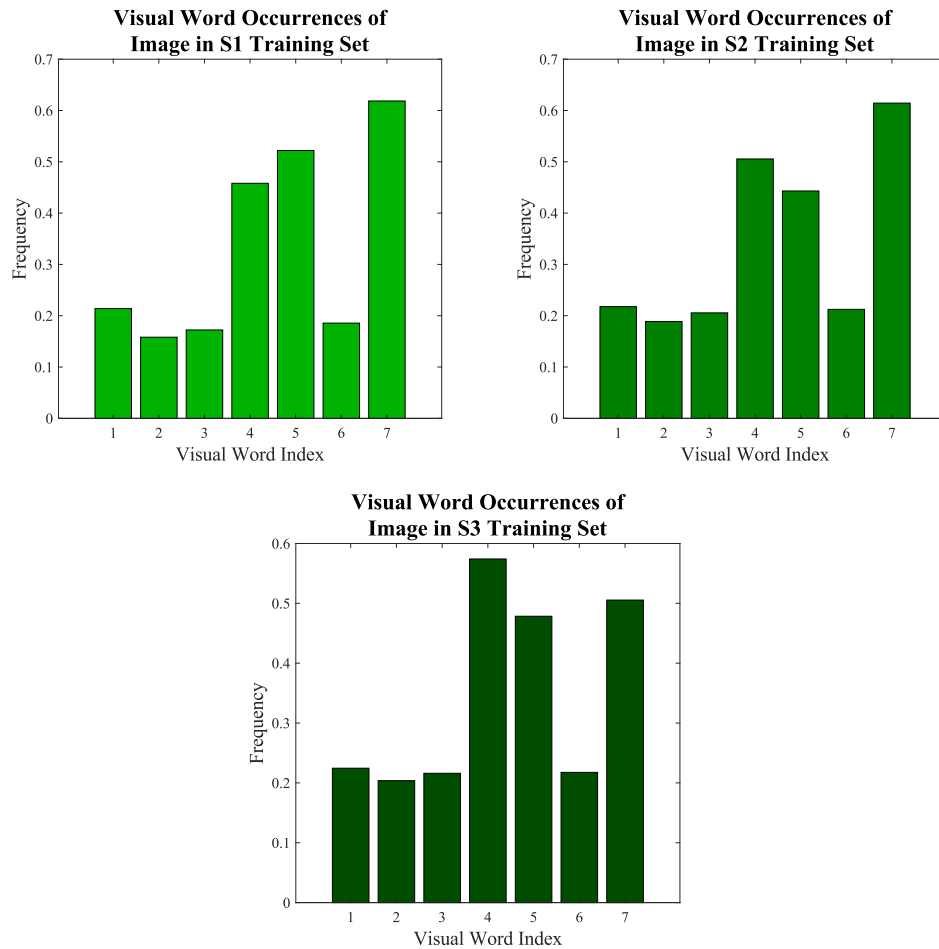 Visual Word Occurrences of
Image in S1 Training Set
0.7
0.6
0.5
0.4
0.3
0.2
0.1
0
Frequency
1 2 3 4 5 6 7
Visual Word Index
Visual Word Occurrences of
Image in S2 Training Set
0.7
0.6
0.5
0.4
0.3
0.2
0.1
0
Frequency
1 2 3 4 5 6 7
Visual Word Index
Visual Word Occurrences of
Image in S3 Training Set
0.6
0.5
0.4
0.3
0.2
0.1
0
Frequency
1 2 3 4 5 6 7
Visual Word Index